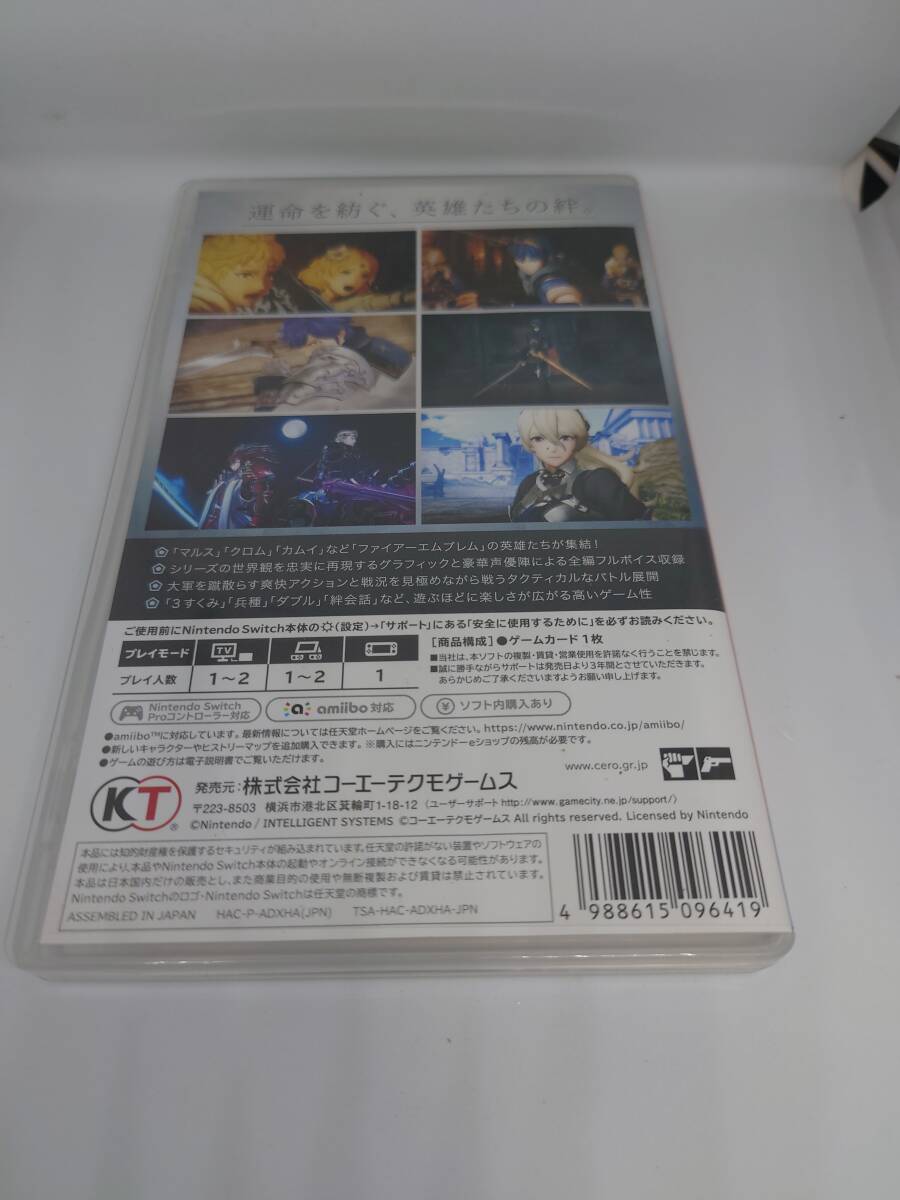 運命を紡ぐ、英雄たちの絆。
「マルス」「クロム」「カムイ」など「ファイアーエムブレム」の英雄たちが集結！
シリーズの世界観を忠実に再現するグラフィックと豪華声優陣による全編フルボイス収録
大軍を蹴散らす爽快アクションと戦況を見極めながら戦うタクティカルなバトル展開
「3すくみ」「兵種」「ダブル」「絆会話」など、遊ぶほどに楽しさが広がる高いゲーム性
ご使用前にNintendo Switch本体の(設定)→「サポート」にある「安全に使用するために」を必ずお読みください。
プレイモード TV
プレイ人数 1～2 1～2 1
[商品構成]●ゲームカード1枚
■当社は、本ソフトの複製・賃貸・営業使用を許諾なく行うことを禁じます。
■誠に勝手ながらサポートは発売日より3年間とさせていただきます。
あらかじめご了承くださいますようお願い申し上げます。
Nintendo Switch
Proコントローラー対応
amiibo対応
¥ ソフト内購入あり
●amiibo™に対応しています。最新情報については任天堂ホームページをご覧ください。https://www.nintendo.co.jp/amiibo/
●新しいキャラクターやヒストリーマップを追加購入できます。※購入にはニンテンドーeショップの残高が必要です。
●ゲームの遊び方は電子説明書でご覧いただけます。
www.cero.gr.jp
KT®
発売元：株式会社コーエーテクモゲームス
〒223-8503 横浜市港北区箕輪町1-18-12 〈ユーザーサポート http://www.gamecity.ne.jp/support/〉
©Nintendo / INTELLIGENT SYSTEMS ©コーエーテクモゲームス All rights reserved. Licensed by Nintendo
本品には知的財産権を保護するセキュリティが組み込まれています。任天堂の許諾がない装置やソフトウェアの
使用により、本品やNintendo Switch本体の起動やオンライン接続ができなくなる可能性があります。
本品は日本国内だけの販売とし、また商業目的の使用や無断複製および賃貸は禁止されています。
Nintendo Switchのロゴ・Nintendo Switchは任天堂の商標です。
ASSEMBLED IN JAPAN HAC-P-ADXHA(JPN) TSA-HAC-ADXHA-JPN
4 988615 096419